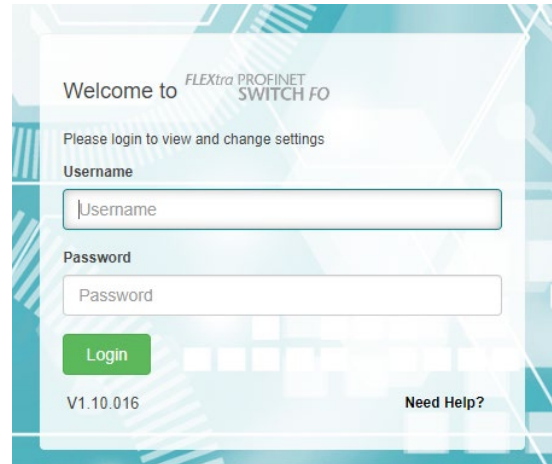 Welcome to FLEXtra PROFINET
SWITCH FO
Please login to view and change settings
Username
Username
Password
Password
Login
V1.10.016 Need Help?